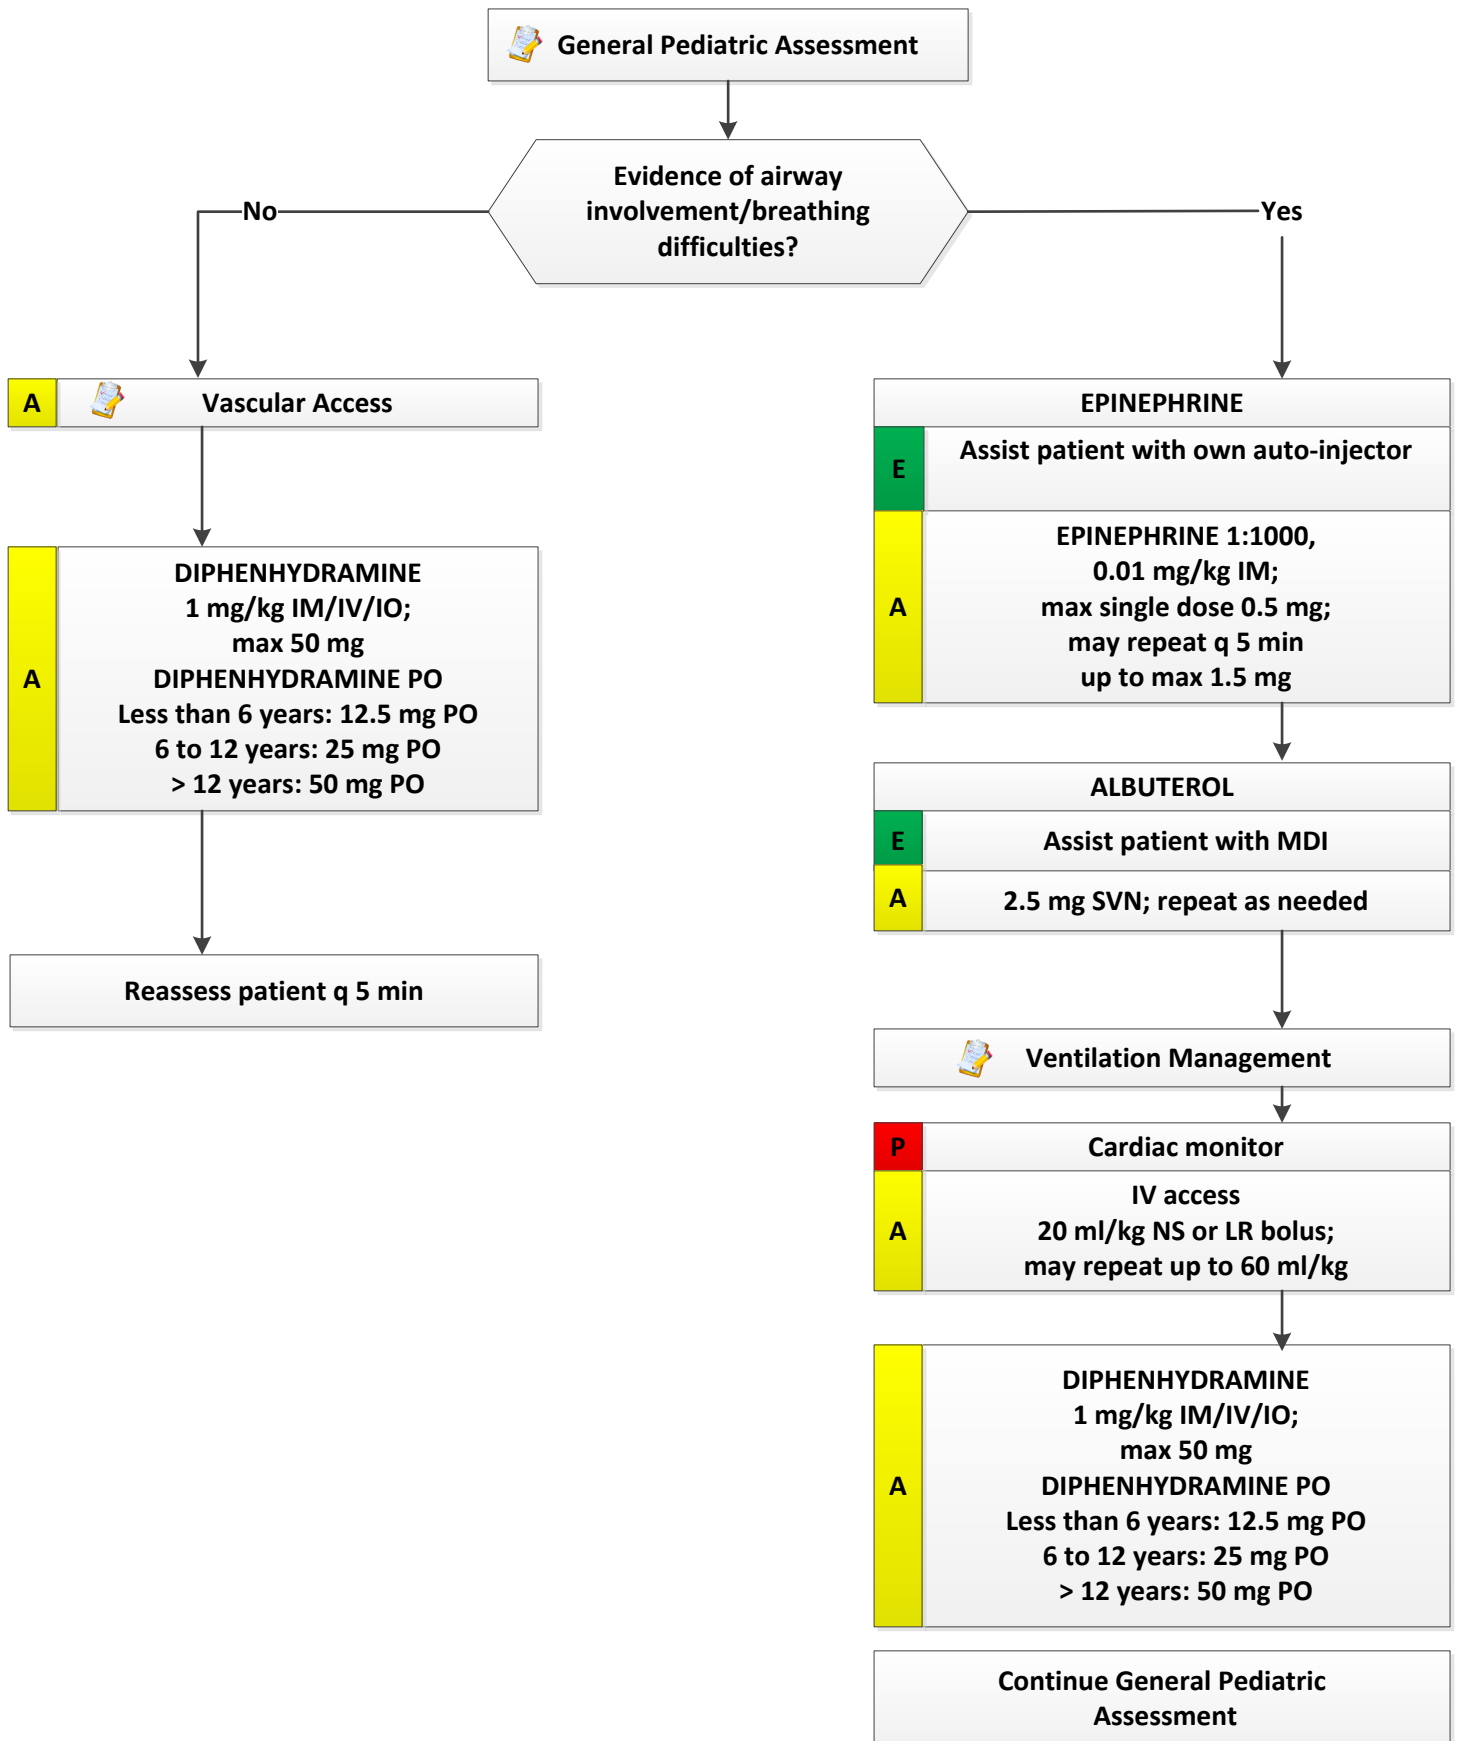 General Pediatric Assessment
Evidence of airway
involvement/breathing
difficulties?
No
Yes
A
Vascular Access
A
DIPHENHYDRAMINE
1 mg/kg IM/IV/IO;
max 50 mg
DIPHENHYDRAMINE PO
Less than 6 years: 12.5 mg PO
6 to 12 years: 25 mg PO
> 12 years: 50 mg PO
Reassess patient q 5 min
EPINEPHRINE
E
Assist patient with own auto-injector
A
EPINEPHRINE 1:1000,
0.01 mg/kg IM;
max single dose 0.5 mg;
may repeat q 5 min
up to max 1.5 mg
ALBUTEROL
E
Assist patient with MDI
A
2.5 mg SVN; repeat as needed
Ventilation Management
P
Cardiac monitor
A
IV access
20 ml/kg NS or LR bolus;
may repeat up to 60 ml/kg
A
DIPHENHYDRAMINE
1 mg/kg IM/IV/IO;
max 50 mg
DIPHENHYDRAMINE PO
Less than 6 years: 12.5 mg PO
6 to 12 years: 25 mg PO
> 12 years: 50 mg PO
Continue General Pediatric
Assessment